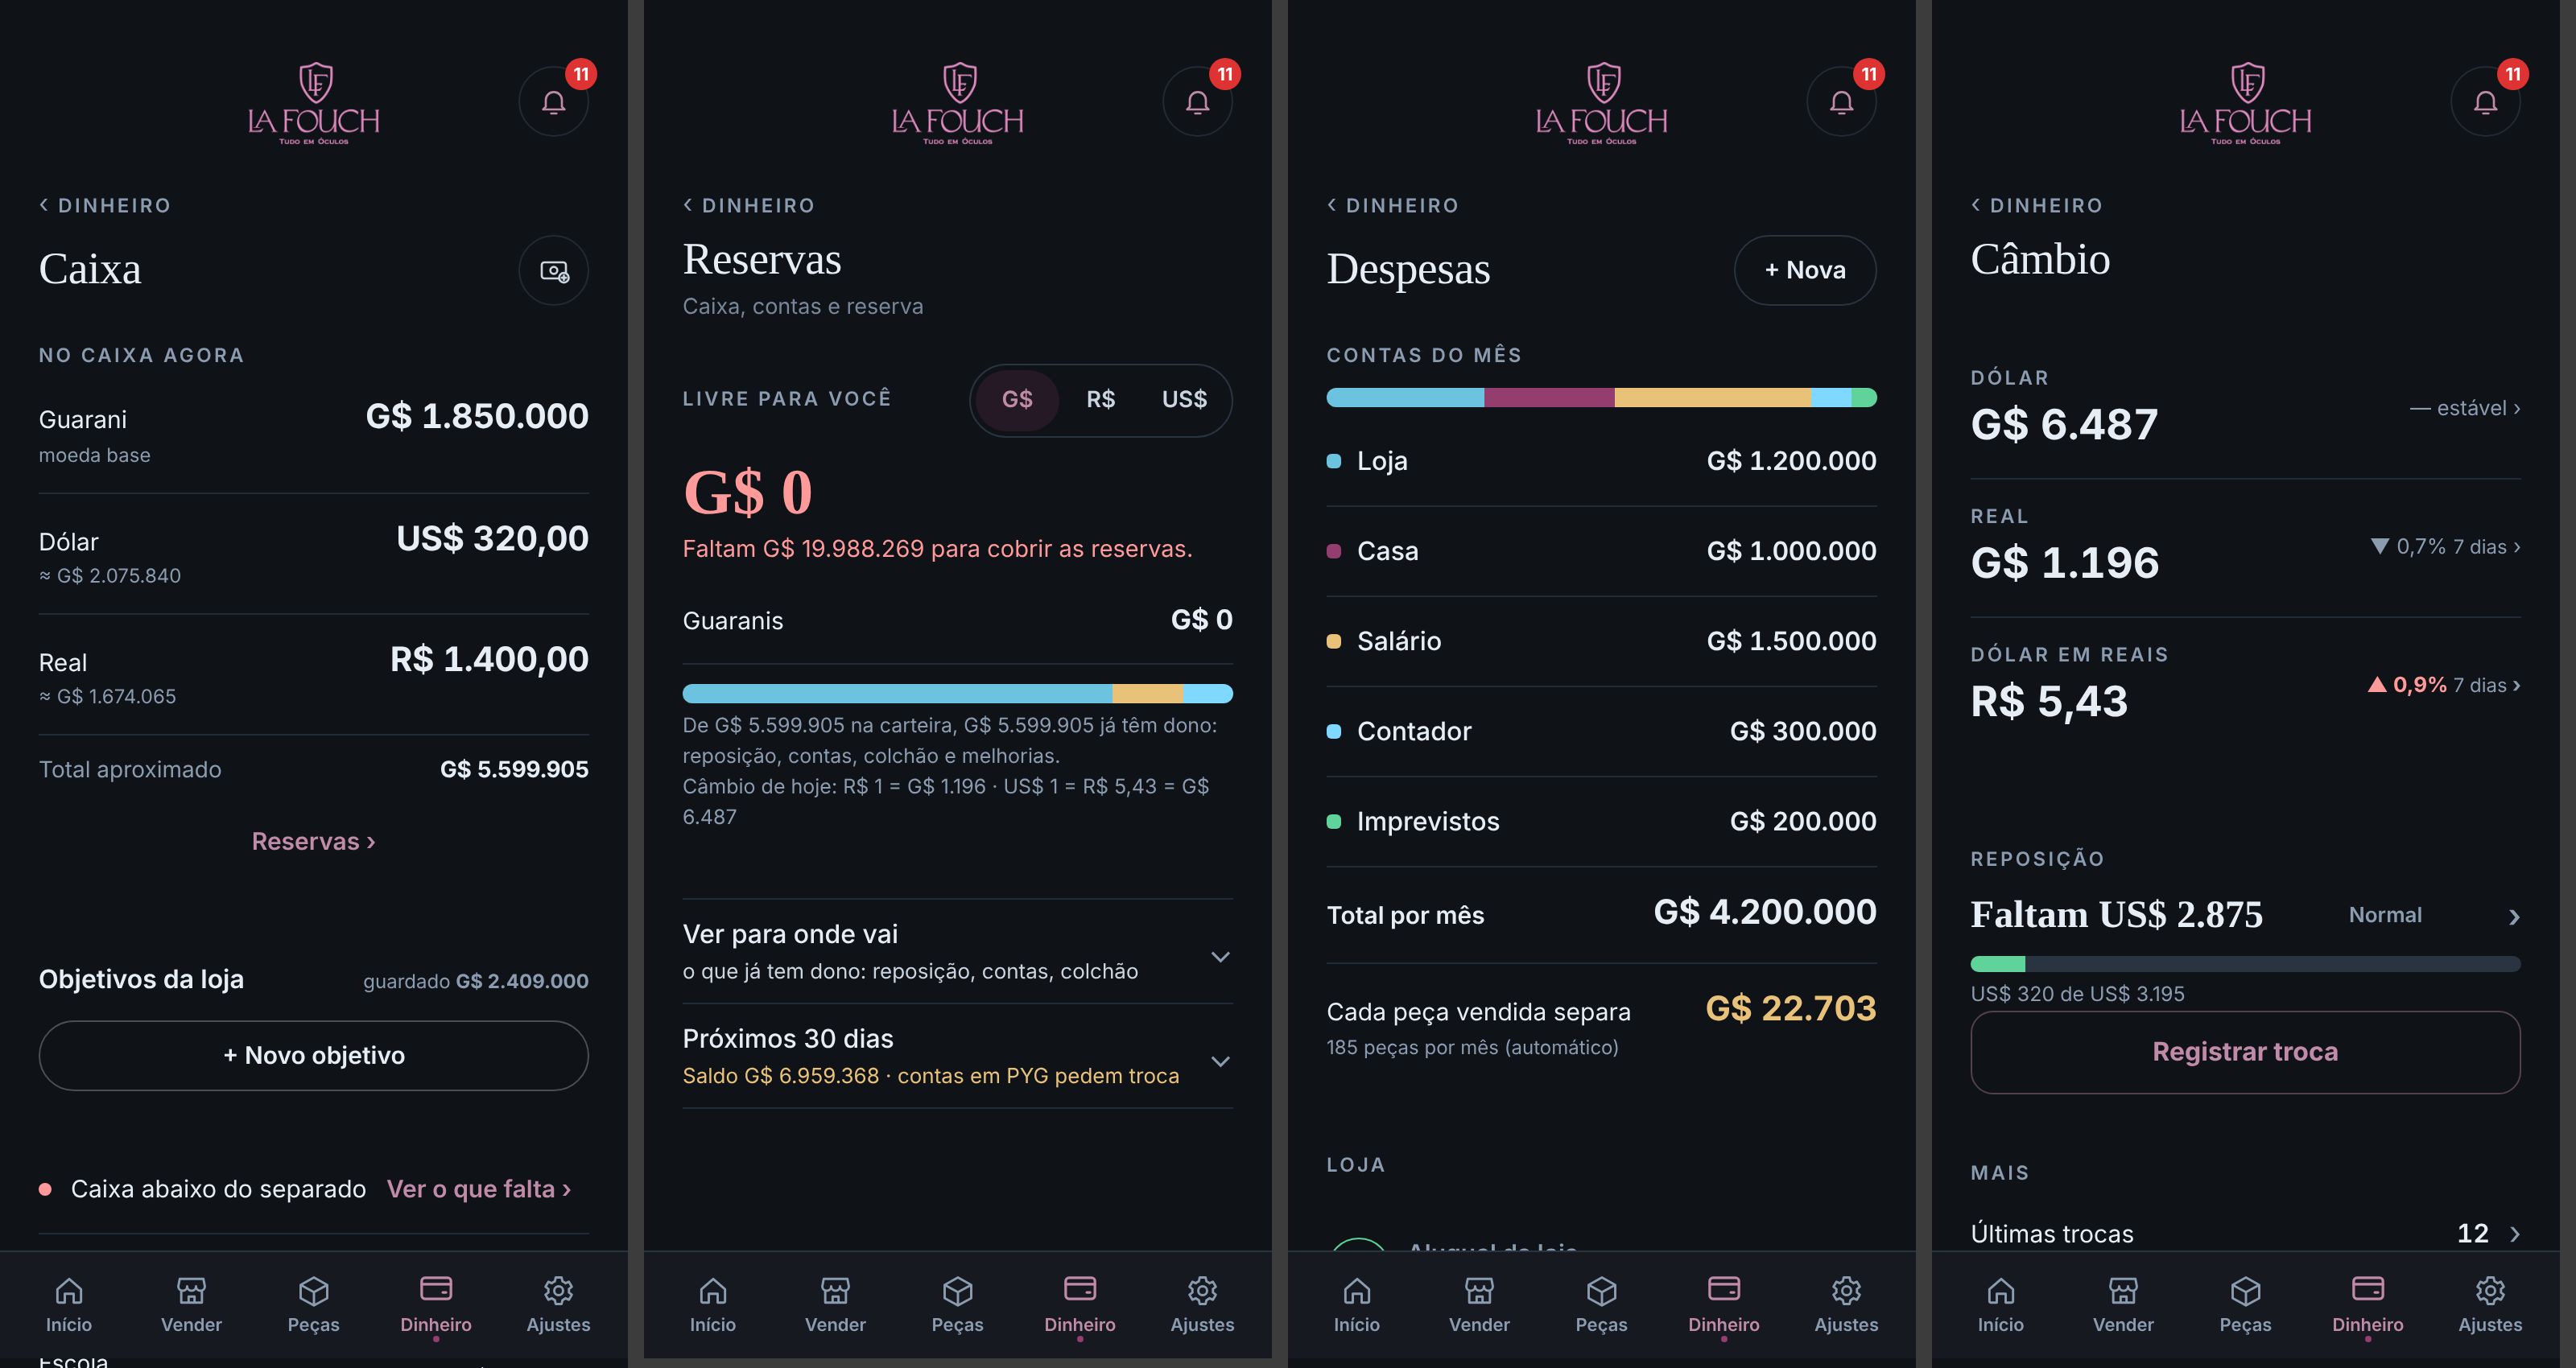 LF
LA FOUCH
TUDO EM ÓCULOS
11
‹ DINHEIRO
Caixa
NO CAIXA AGORA
Guarani G$ 1.850.000
moeda base
Dólar US$ 320,00
≈ G$ 2.075.840
Real R$ 1.400,00
≈ G$ 1.674.065
Total aproximado G$ 5.599.905
Reservas ›
Objetivos da loja guardado G$ 2.409.000
+ Novo objetivo
Caixa abaixo do separado Ver o que falta ›
Início Vender Peças Dinheiro Ajustes
Escola
LF
LA FOUCH
TUDO EM ÓCULOS
11
‹ DINHEIRO
Reservas
Caixa, contas e reserva
LIVRE PARA VOCÊ G$ R$ US$
G$ 0
Faltam G$ 19.988.269 para cobrir as reservas.
Guaranis G$ 0
De G$ 5.599.905 na carteira, G$ 5.599.905 já têm dono:
reposição, contas, colchão e melhorias.
Câmbio de hoje: R$ 1 = G$ 1.196 · US$ 1 = R$ 5,43 = G$
6.487
Ver para onde vai
o que já tem dono: reposição, contas, colchão
Próximos 30 dias
Saldo G$ 6.959.368 · contas em PYG pedem troca
Início Vender Peças Dinheiro Ajustes
LF
LA FOUCH
TUDO EM ÓCULOS
11
‹ DINHEIRO
Despesas + Nova
CONTAS DO MÊS
Loja G$ 1.200.000
Casa G$ 1.000.000
Salário G$ 1.500.000
Contador G$ 300.000
Imprevistos G$ 200.000
Total por mês G$ 4.200.000
Cada peça vendida separa G$ 22.703
185 peças por mês (automático)
LOJA
Aluguel da loja
Início Vender Peças Dinheiro Ajustes
LF
LA FOUCH
TUDO EM ÓCULOS
11
‹ DINHEIRO
Câmbio
DÓLAR
G$ 6.487 — estável ›
REAL
G$ 1.196 ▼ 0,7% 7 dias ›
DÓLAR EM REAIS
R$ 5,43 ▲ 0,9% 7 dias ›
REPOSIÇÃO
Faltam US$ 2.875 Normal ›
US$ 320 de US$ 3.195
Registrar troca
MAIS
Últimas trocas 12 ›
Início Vender Peças Dinheiro Ajustes